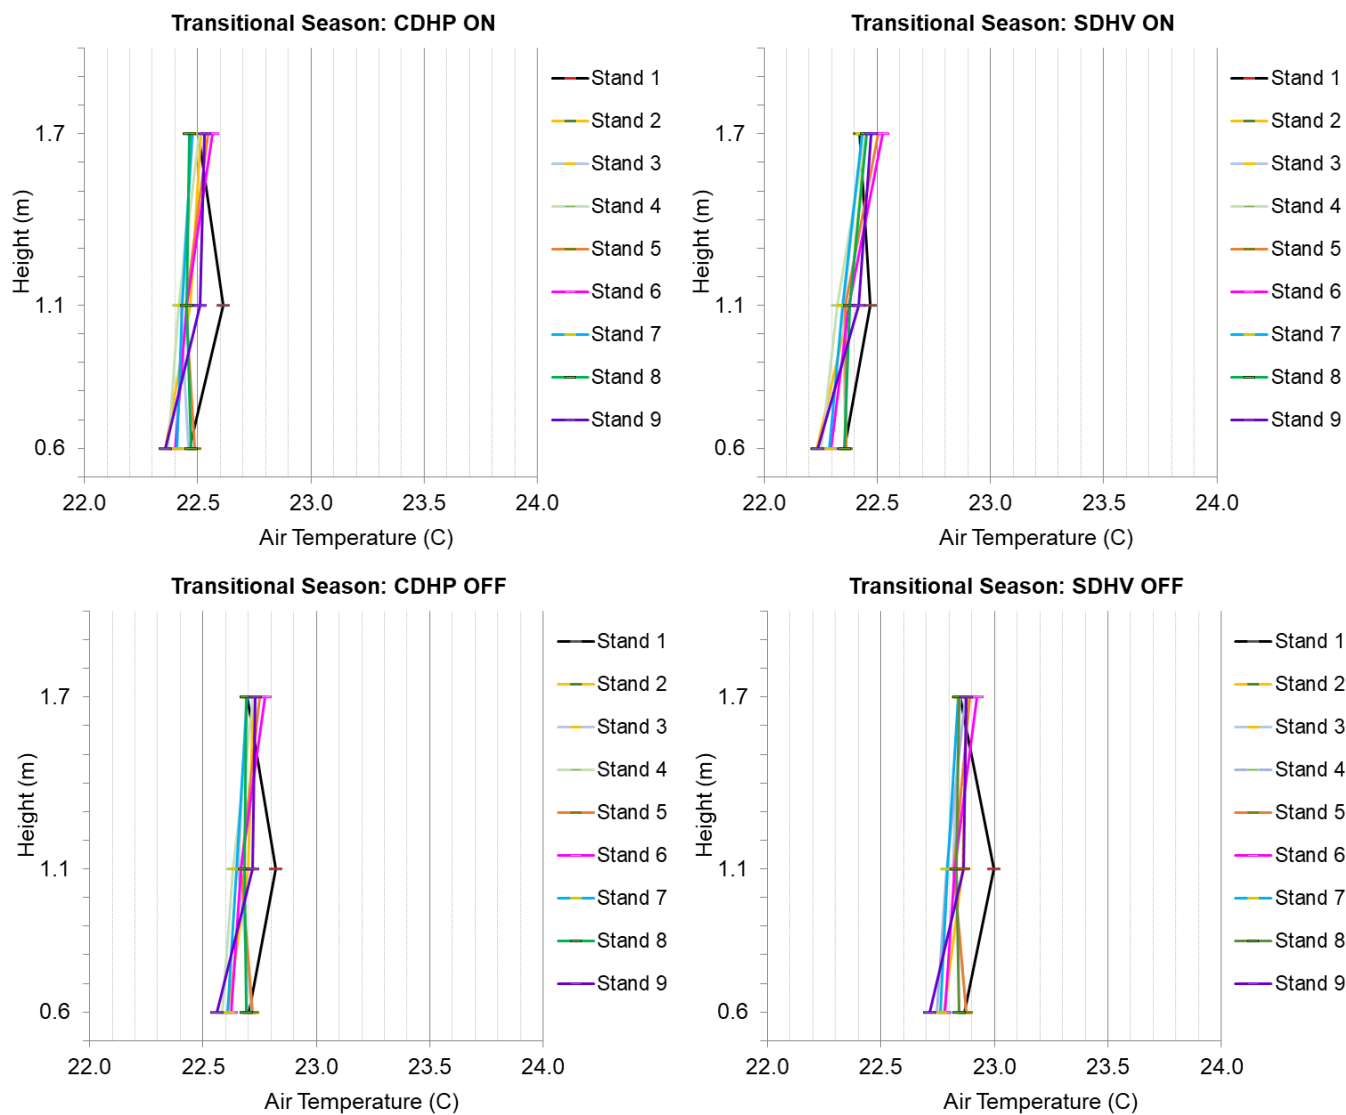 Transitional Season: CDHP ON
Height (m)
1.7
1.1
0.6
22.0 22.5 23.0 23.5 24.0
Air Temperature (C)
Stand 1
Stand 2
Stand 3
Stand 4
Stand 5
Stand 6
Stand 7
Stand 8
Stand 9
Transitional Season: SDHV ON
Height (m)
1.7
1.1
0.6
22.0 22.5 23.0 23.5 24.0
Air Temperature (C)
Stand 1
Stand 2
Stand 3
Stand 4
Stand 5
Stand 6
Stand 7
Stand 8
Stand 9
Transitional Season: CDHP OFF
Height (m)
1.7
1.1
0.6
22.0 22.5 23.0 23.5 24.0
Air Temperature (C)
Stand 1
Stand 2
Stand 3
Stand 4
Stand 5
Stand 6
Stand 7
Stand 8
Stand 9
Transitional Season: SDHV OFF
Height (m)
1.7
1.1
0.6
22.0 22.5 23.0 23.5 24.0
Air Temperature (C)
Stand 1
Stand 2
Stand 3
Stand 4
Stand 5
Stand 6
Stand 7
Stand 8
Stand 9